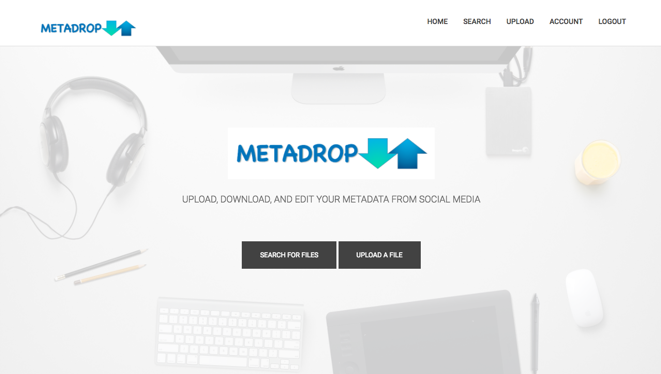 METADROP
HOME SEARCH UPLOAD ACCOUNT LOGOUT
METADROP
UPLOAD, DOWNLOAD, AND EDIT YOUR METADATA FROM SOCIAL MEDIA
SEARCH FOR FILES UPLOAD A FILE